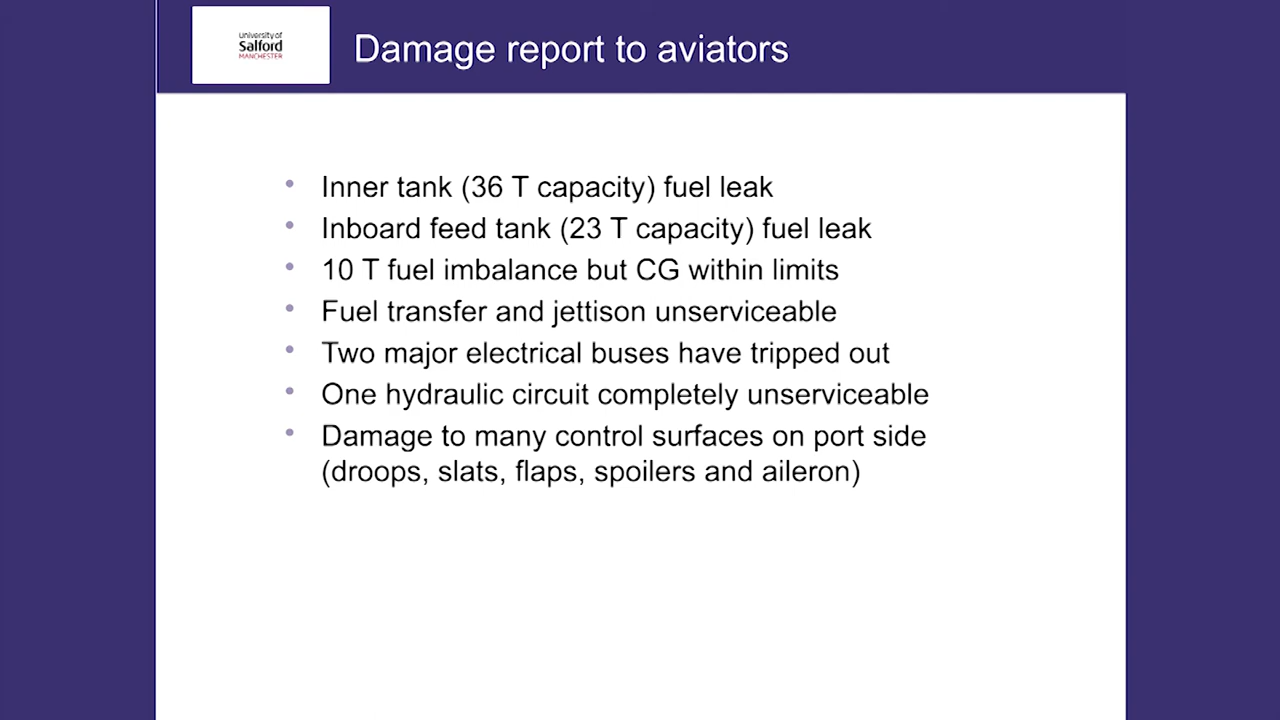 University of
Salford
MANCHESTER
Damage report to aviators
• Inner tank (36 T capacity) fuel leak
• Inboard feed tank (23 T capacity) fuel leak
• 10 T fuel imbalance but CG within limits
• Fuel transfer and jettison unserviceable
• Two major electrical buses have tripped out
• One hydraulic circuit completely unserviceable
• Damage to many control surfaces on port side
(droops, slats, flaps, spoilers and aileron)